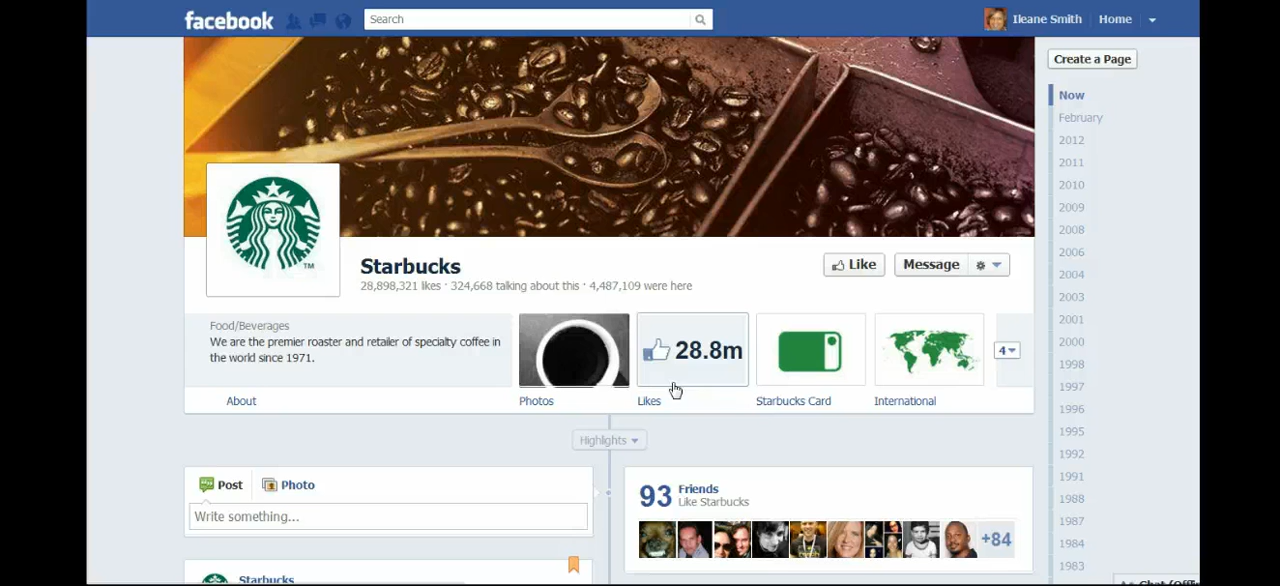 facebook
Search
Ileane Smith
Home
Create a Page
Now
February
2012
2011
2010
2009
2008
2006
2004
2003
2001
2000
1998
1997
1996
1995
1992
1991
1988
1987
1984
1983
TM
Starbucks
28,898,321 likes · 324,668 talking about this · 4,487,109 were here
Like
Message
Food/Beverages
We are the premier roaster and retailer of specialty coffee in
the world since 1971.
About
Photos
28.8m
Likes
Starbucks Card
International
4
Highlights
Post
Photo
Write something...
93 Friends
Like Starbucks
+84
Starbucks